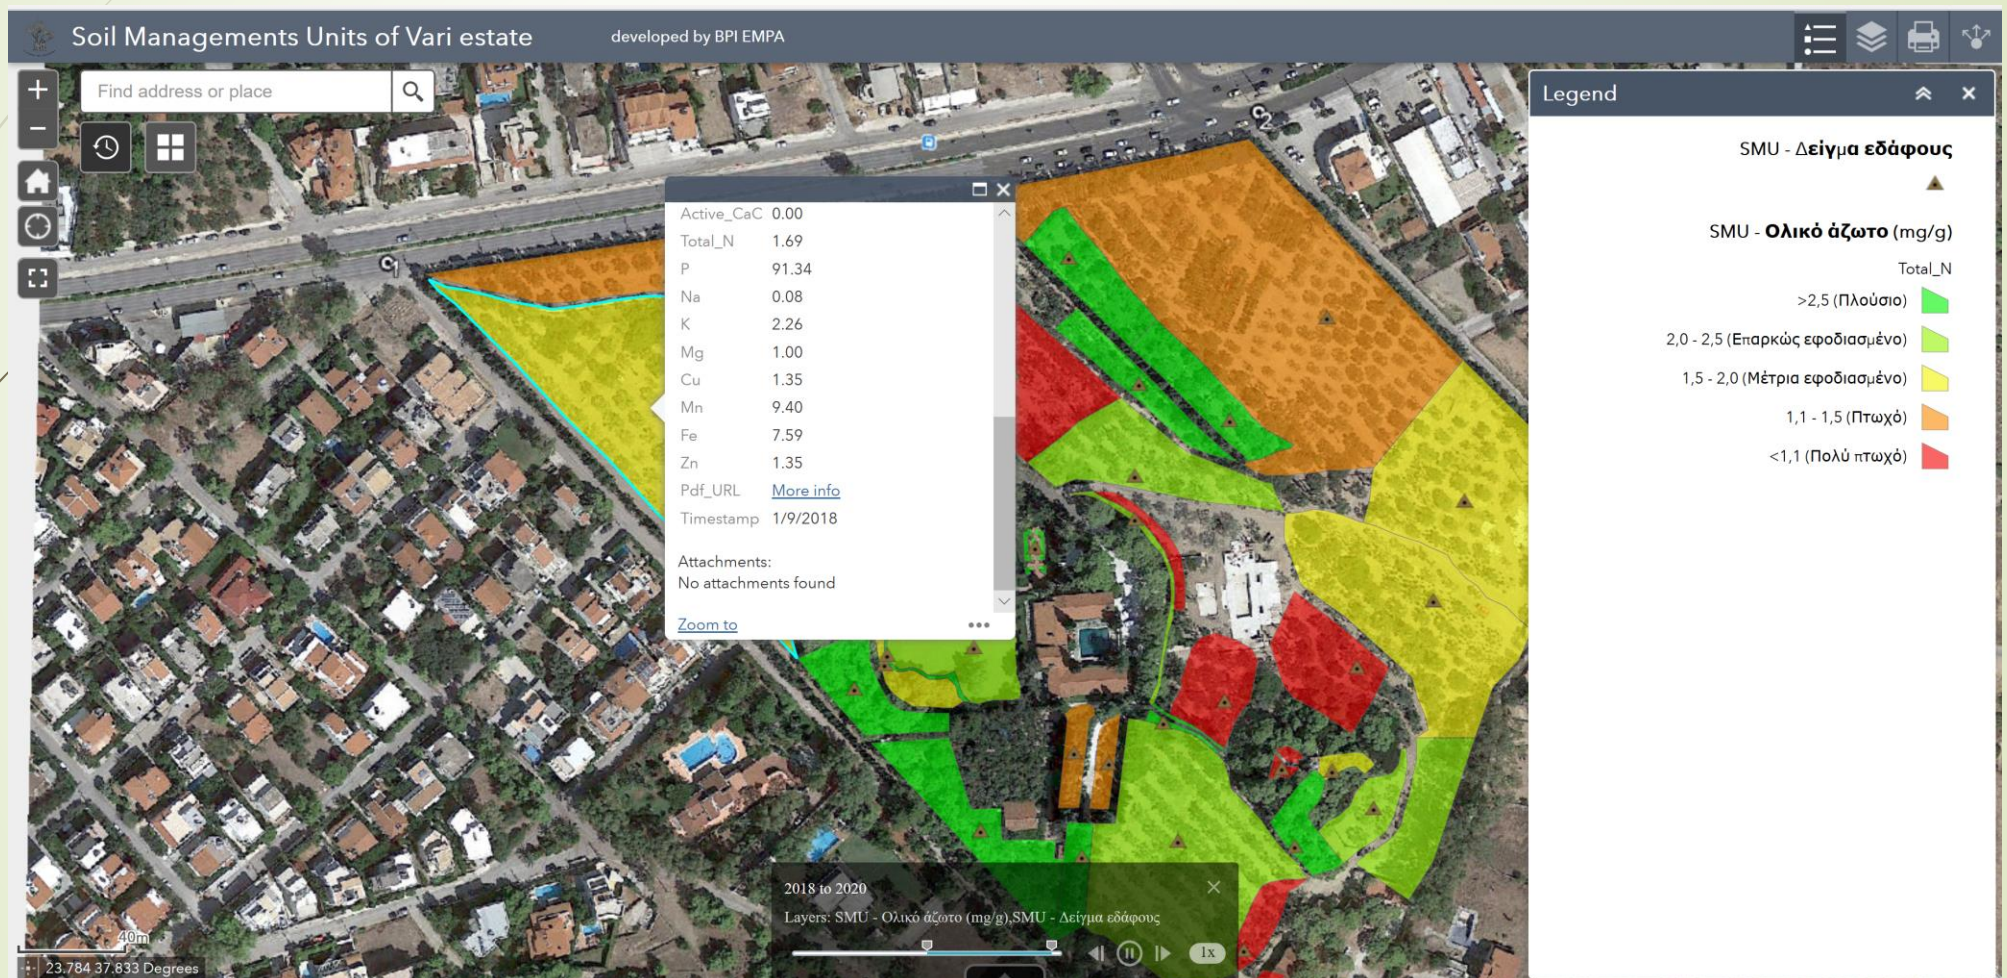 Soil Managements Units of Vari estate developed by BPI EMPA
+
Find address or place
−
1
2
Active_CaC 0.00
Total_N 1.69
P 91.34
Na 0.08
K 2.26
Mg 1.00
Cu 1.35
Mn 9.40
Fe 7.59
Zn 1.35
Pdf_URL More info
Timestamp 1/9/2018
Attachments:
No attachments found
Zoom to
Legend
SMU - Δείγμα εδάφους
SMU - Ολικό άζωτο (mg/g)
Total_N
>2,5 (Πλούσιο)
2,0 - 2,5 (Επαρκώς εφοδιασμένο)
1,5 - 2,0 (Μέτρια εφοδιασμένο)
1,1 - 1,5 (Πτωχό)
<1,1 (Πολύ πτωχό)
2018 to 2020
Layers: SMU - Ολικό άζωτο (mg/g),SMU - Δείγμα εδάφους
1x
40m
23.784 37.833 Degrees